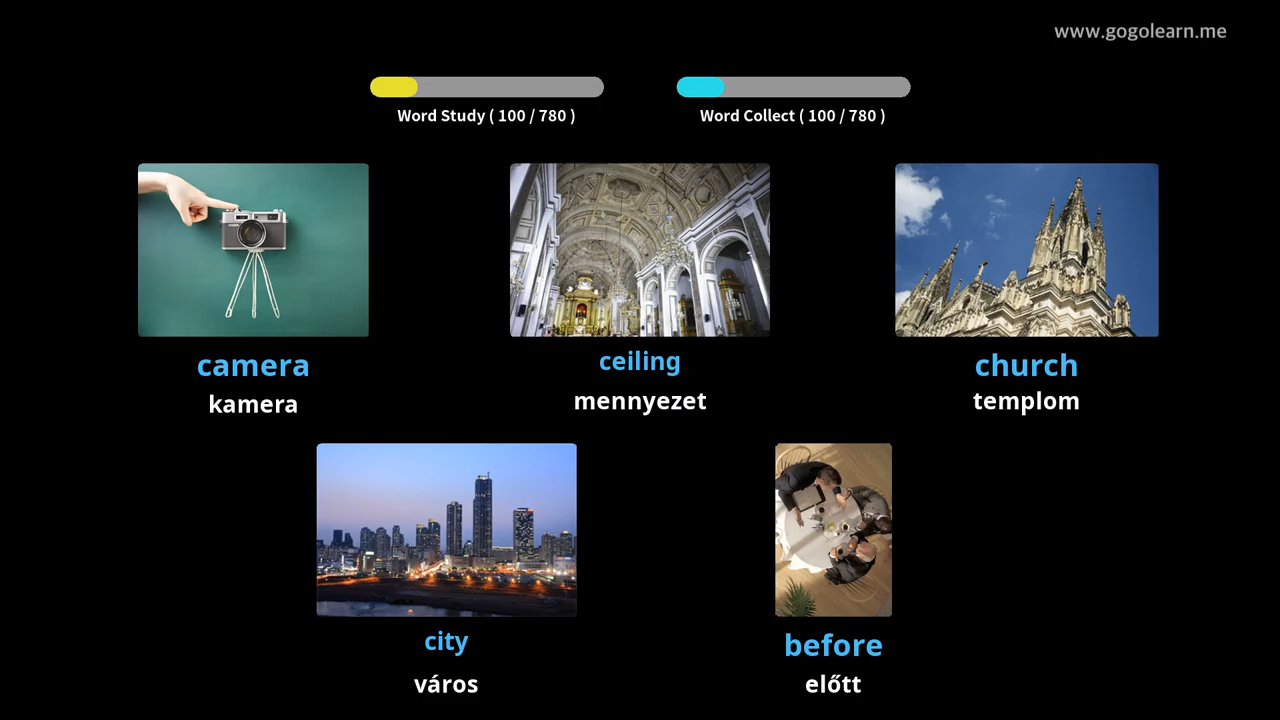 www.gogolearn.me
Word Study ( 100 / 780 )
Word Collect ( 100 / 780 )
camera
kamera
ceiling
mennyezet
church
templom
city
város
before
előtt